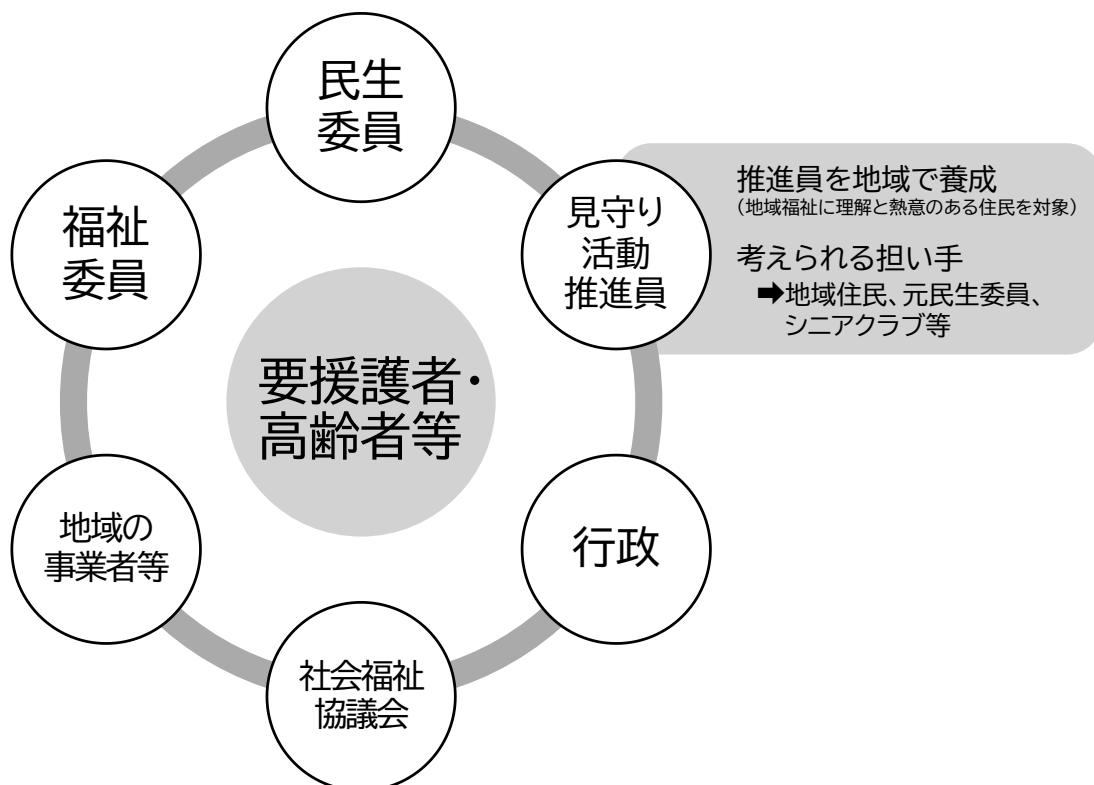 民生
委員
見守り
活動
推進員
推進員を地域で養成
（地域福祉に理解と熱意のある住民を対象）
考えられる担い手
➡地域住民、元民生委員、
シニアクラブ等
福祉
委員
要援護者・
高齢者等
地域の
事業者等
行政
社会福祉
協議会